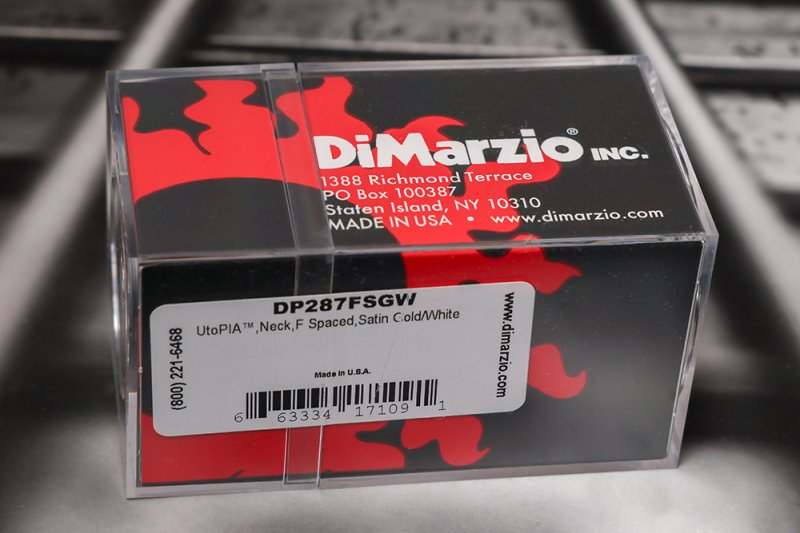 DiMarzio® INC.
1388 Richmond Terrace
PO Box 100387
Staten Island, NY 10310
MADE IN USA • www.dimarzio.com
DP287FSGW
UtoPIA™,Neck,F Spaced,Satin Gold/White
Made In U.S.A.
6 63334 17109 1
(800) 221-6468
www.dimarzio.com